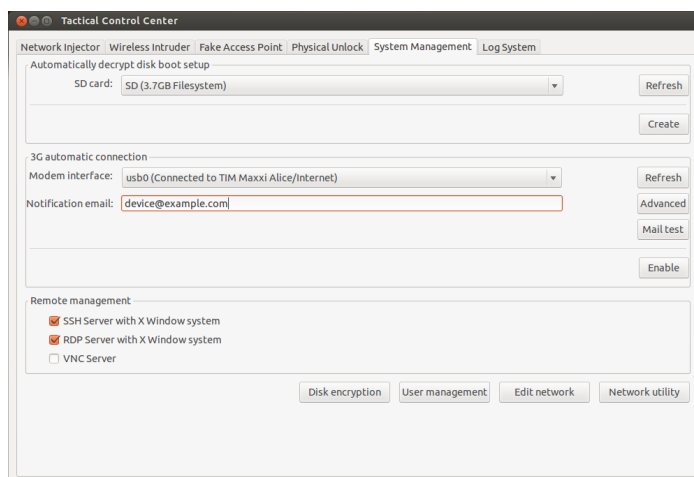 Tactical Control Center
Network Injector Wireless Intruder Fake Access Point Physical Unlock System Management Log System
Automatically decrypt disk boot setup
SD card: SD (3.7GB Filesystem) Refresh
Create
3G automatic connection
Modem interface: usb0 (Connected to TIM Maxxi Alice/Internet) Refresh
Notification email: device@example.com Advanced
Mail test
Enable
Remote management
SSH Server with X Window system
RDP Server with X Window system
VNC Server
Disk encryption User management Edit network Network utility